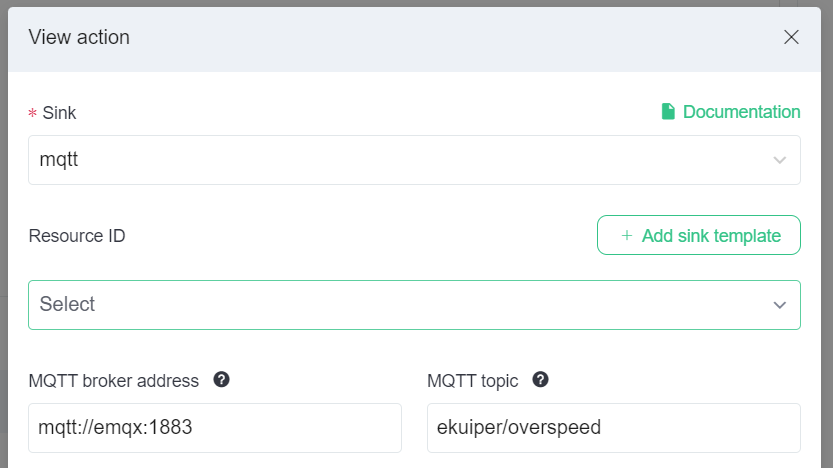 View action
* Sink
Documentation
mqtt
Resource ID
+ Add sink template
Select
MQTT broker address ?
MQTT topic ?
mqtt://emqx:1883
ekuiper/overspeed